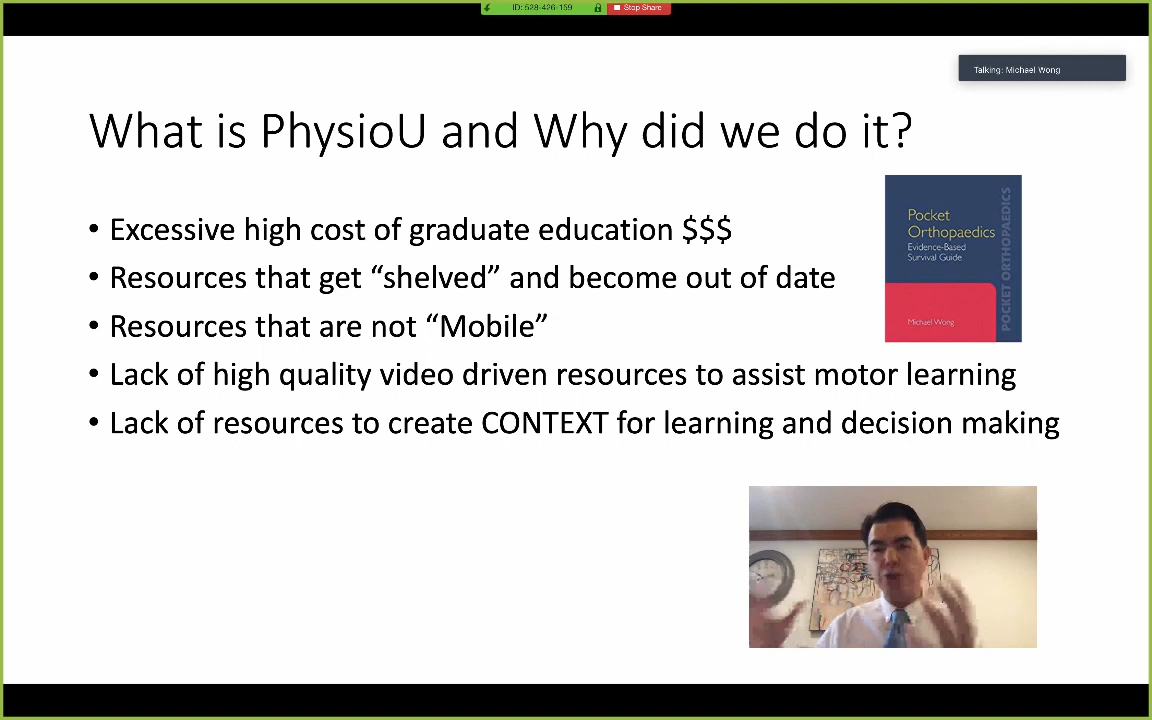 ID: 528-426-159
Stop Share
Talking: Michael Wong
What is PhysioU and Why did we do it?
• Excessive high cost of graduate education $$$
• Resources that get “shelved” and become out of date
• Resources that are not “Mobile”
• Lack of high quality video driven resources to assist motor learning
• Lack of resources to create CONTEXT for learning and decision making
Pocket
Orthopaedics
Evidence-Based
Survival Guide
Michael Wong
POCKET ORTHOPAEDICS